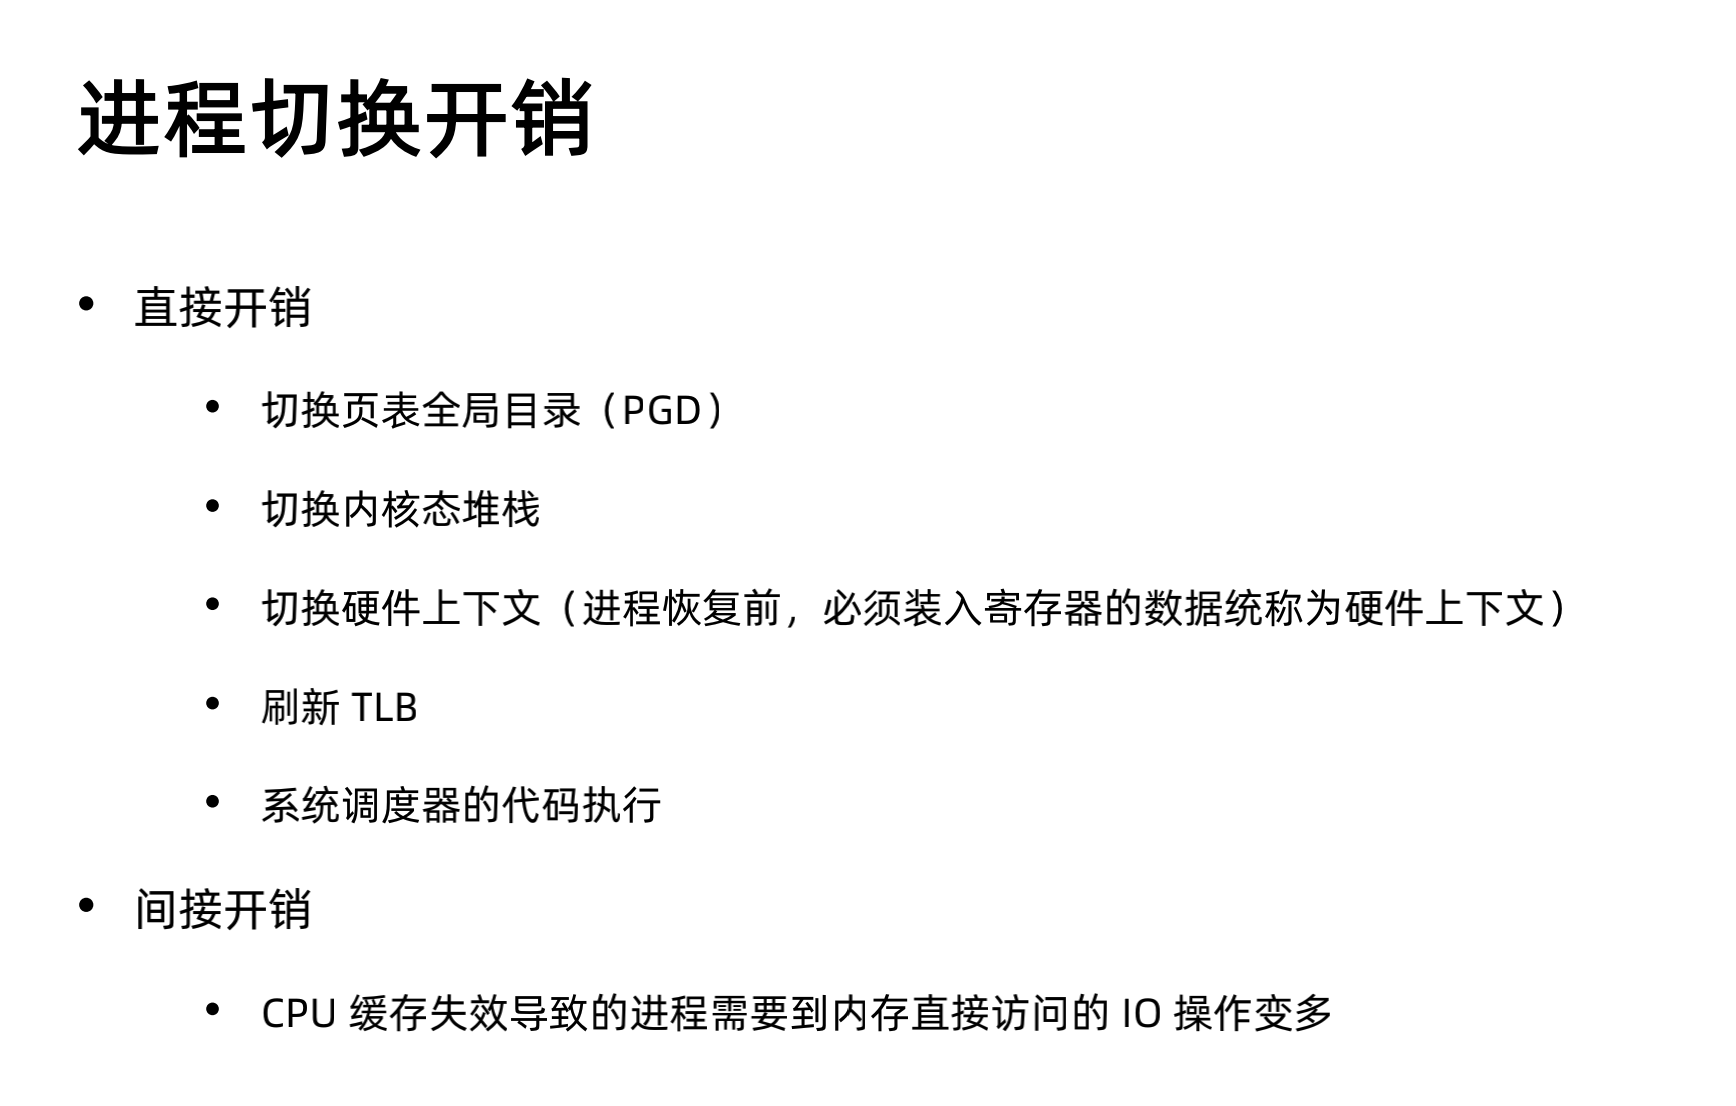 进程切换开销
• 直接开销
• 切换页表全局目录（PGD）
• 切换内核态堆栈
• 切换硬件上下文（进程恢复前，必须装入寄存器的数据统称为硬件上下文）
• 刷新 TLB
• 系统调度器的代码执行
• 间接开销
• CPU 缓存失效导致的进程需要到内存直接访问的 IO 操作变多